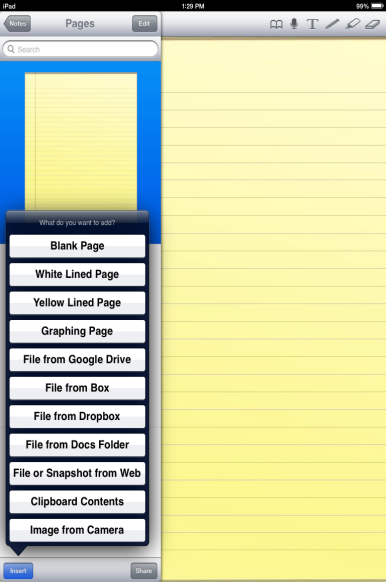 iPad 1:29 PM 99%
Notes Pages Edit T
Search
What do you want to add?
Blank Page
White Lined Page
Yellow Lined Page
Graphing Page
File from Google Drive
File from Box
File from Dropbox
File from Docs Folder
File or Snapshot from Web
Clipboard Contents
Image from Camera
Insert Share